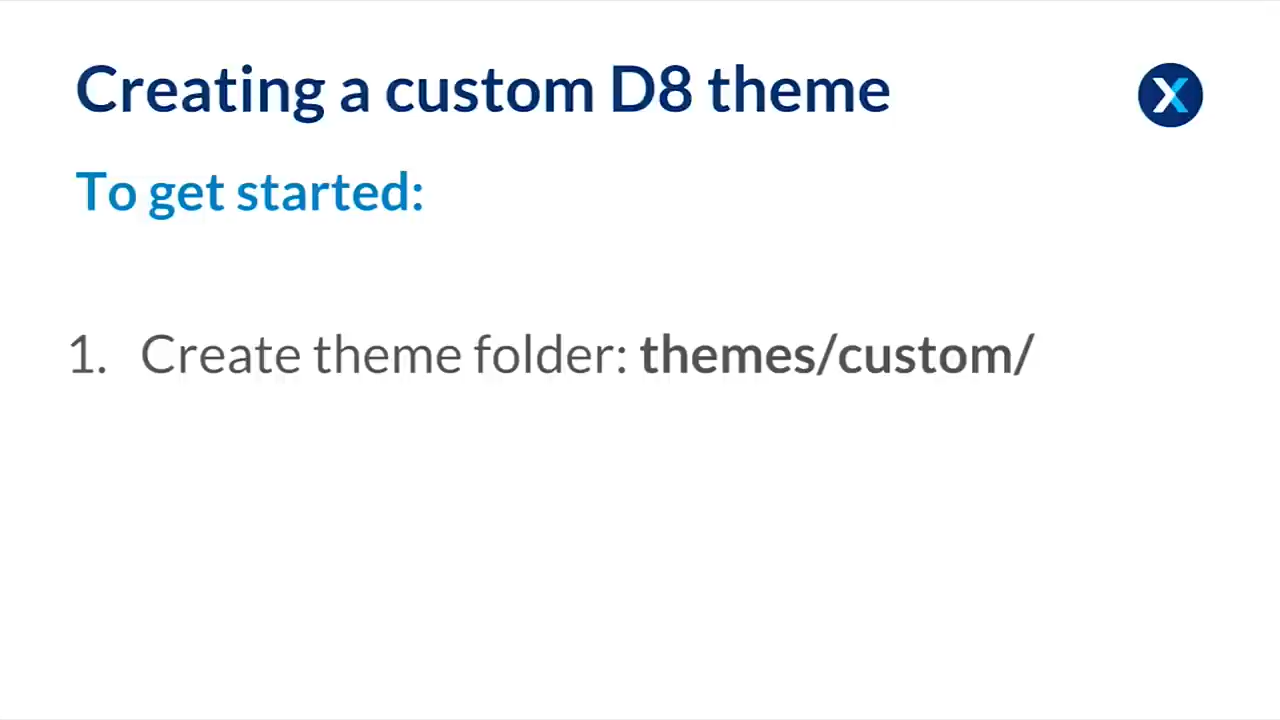 Creating a custom D8 theme
To get started:
1. Create theme folder: themes/custom/